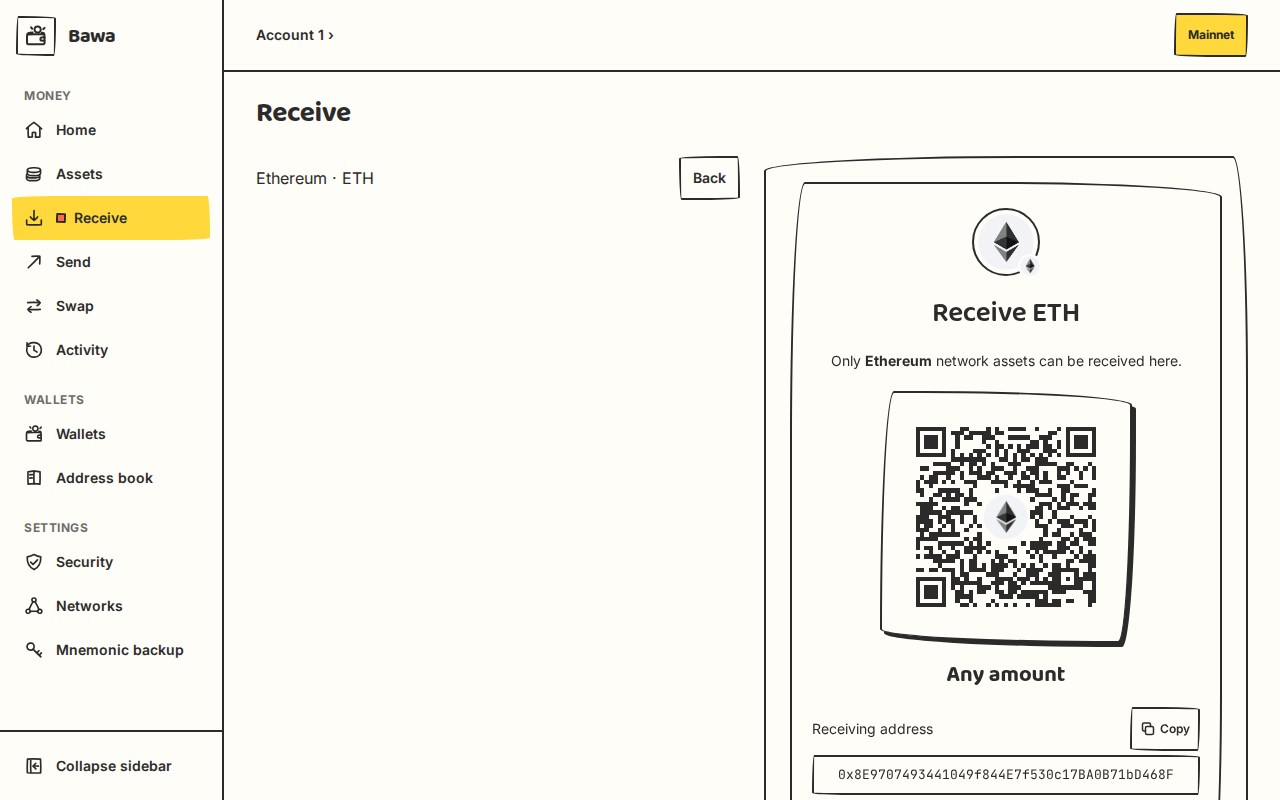 Bawa
Account 1 ›
Mainnet
MONEY
Home
Assets
Receive
Send
Swap
Activity
WALLETS
Wallets
Address book
SETTINGS
Security
Networks
Mnemonic backup
Collapse sidebar
Receive
Ethereum · ETH
Back
Receive ETH
Only Ethereum network assets can be received here.
Any amount
Receiving address
Copy
0x8E9707493441049f844E7f530c17BA0B71bD468F